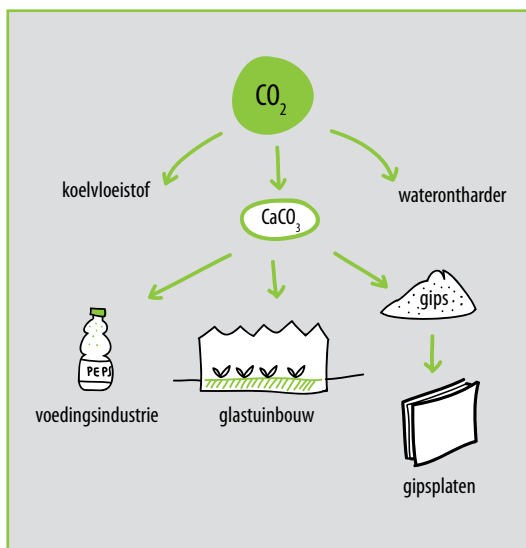 CO₂
koelvloeistof
waterontharder
CaCO₃
gips
PEPS
voedingsindustrie
glastuinbouw
gipsplaten